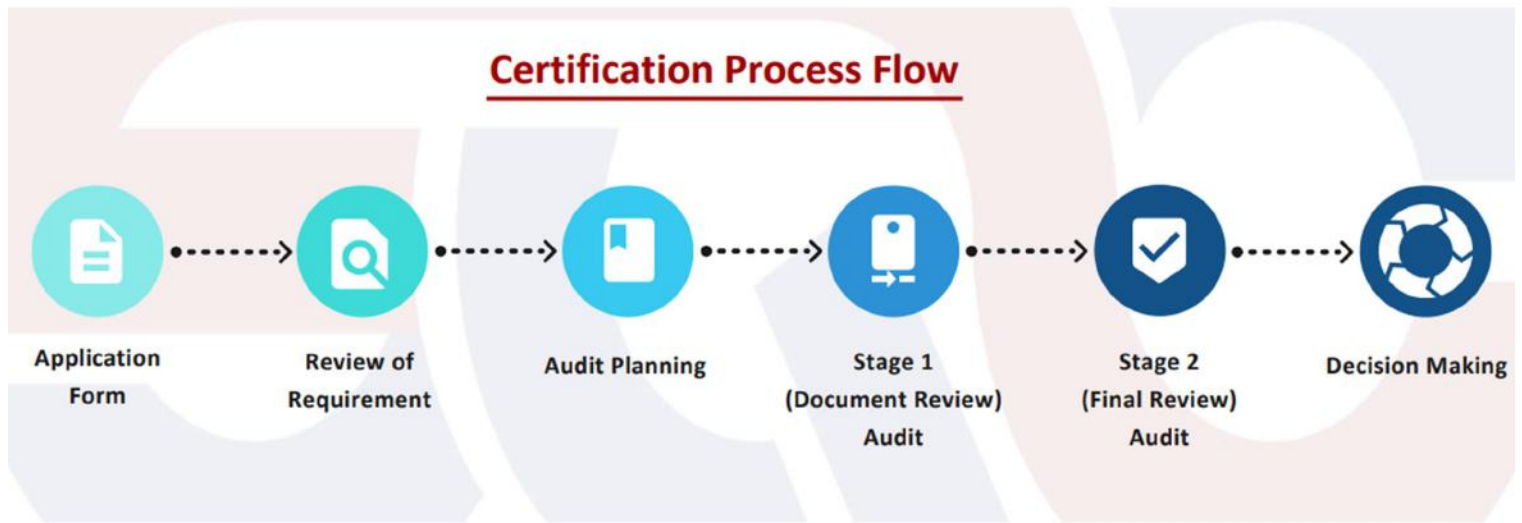 Certification Process Flow
Application
Form
Review of
Requirement
Audit Planning
Stage 1
(Document Review)
Audit
Stage 2
(Final Review)
Audit
Decision Making